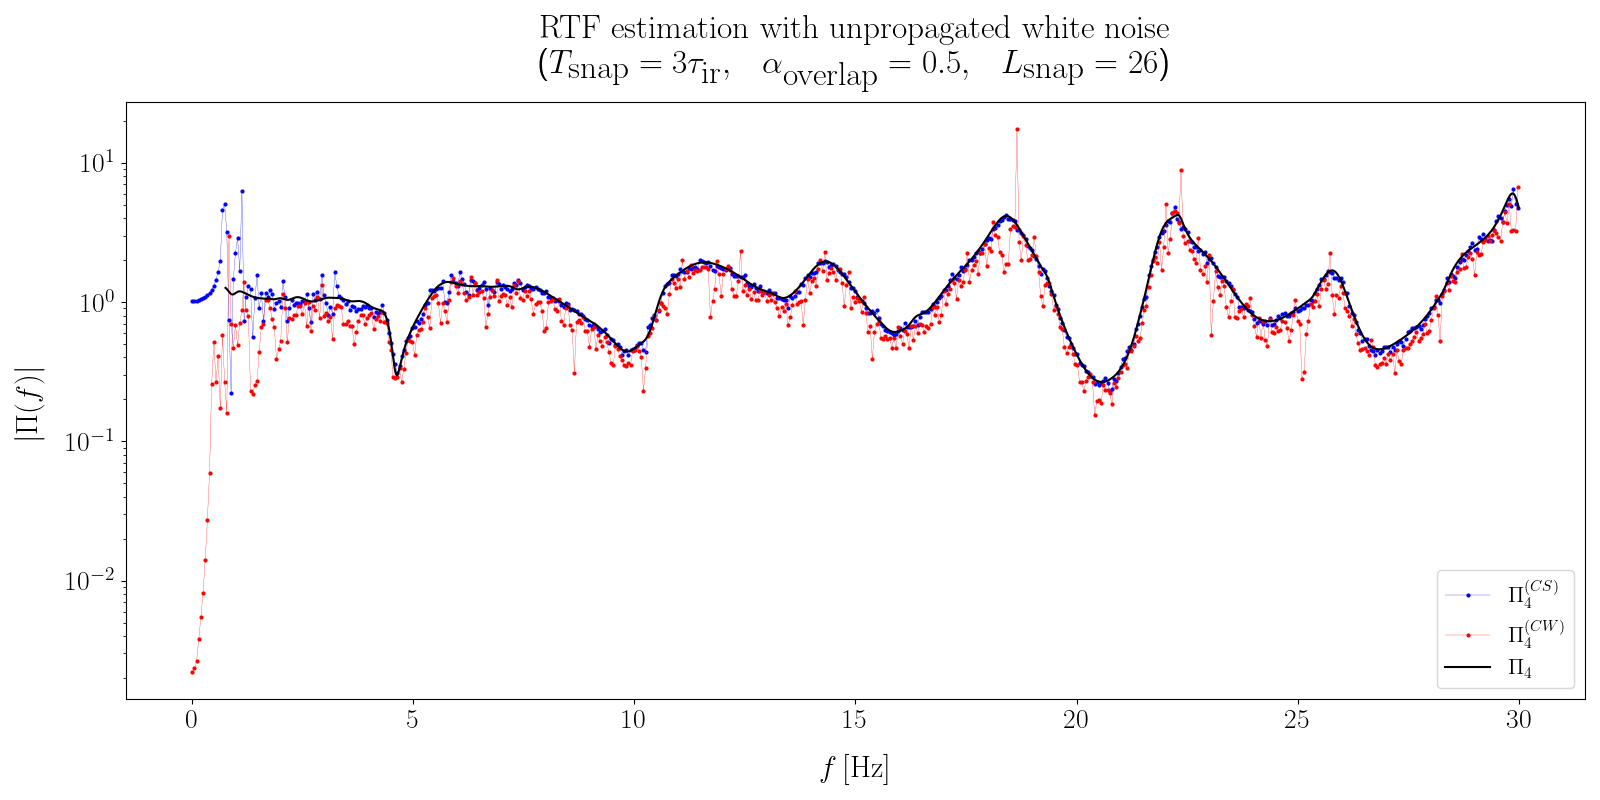 RTF estimation with unpropagated white noise
(T_snap = 3τ_ir, α_overlap = 0.5, L_snap = 26)
|Π(f)|
10^1
10^0
10^−1
10^−2
Π_4^(CS)
Π_4^(CW)
Π_4
0 5 10 15 20 25 30
f [Hz]